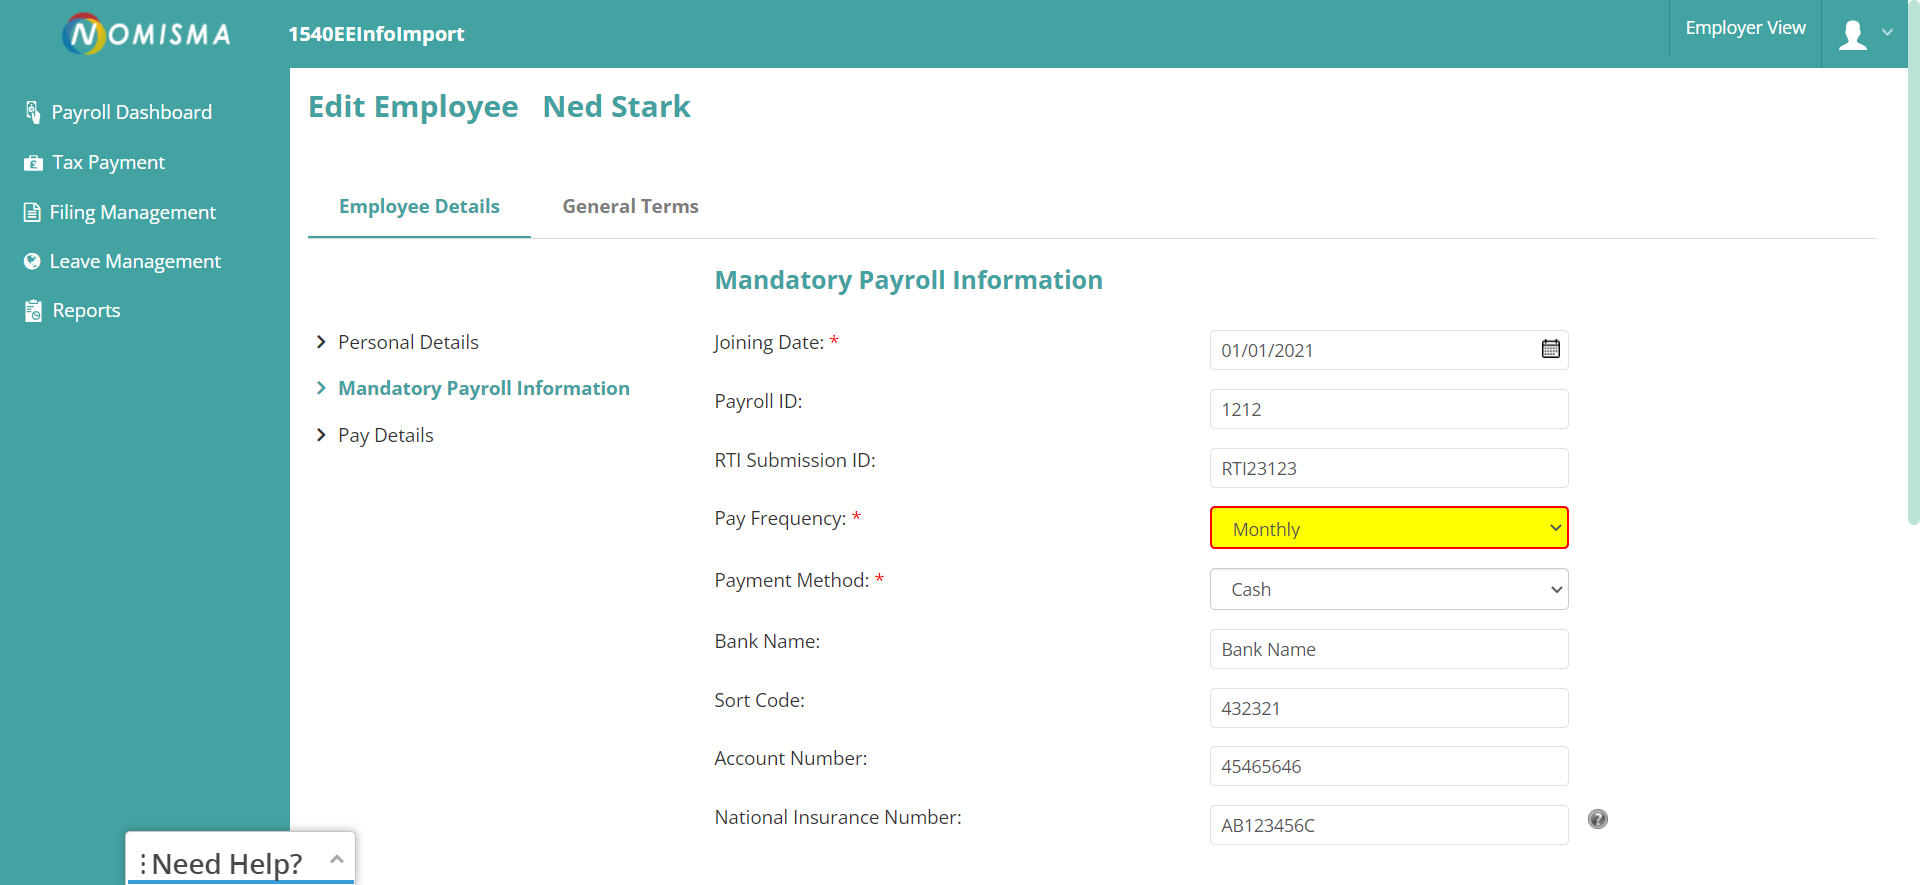 NOMISMA
1540EEInfoImport
Employer View
Payroll Dashboard
Tax Payment
Filing Management
Leave Management
Reports
Edit Employee Ned Stark
Employee Details
General Terms
Personal Details
Mandatory Payroll Information
Pay Details
Mandatory Payroll Information
Joining Date: *
01/01/2021
Payroll ID:
1212
RTI Submission ID:
RTI23123
Pay Frequency: *
Monthly
Payment Method: *
Cash
Bank Name:
Bank Name
Sort Code:
432321
Account Number:
45465646
National Insurance Number:
AB123456C
?
Need Help?